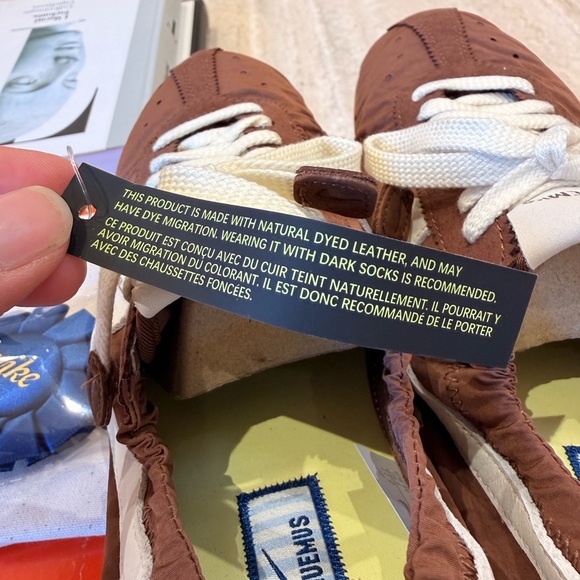 THIS PRODUCT IS MADE WITH NATURAL DYED LEATHER, AND MAY
HAVE DYE MIGRATION. WEARING IT WITH DARK SOCKS IS RECOMMENDED.
CE PRODUIT EST CONÇU AVEC DU CUIR TEINT NATURELLEMENT. IL POURRAIT Y
AVOIR MIGRATION DU COLORANT. IL EST DONC RECOMMANDÉ DE LE PORTER
AVEC DES CHAUSSETTES FONCÉES.